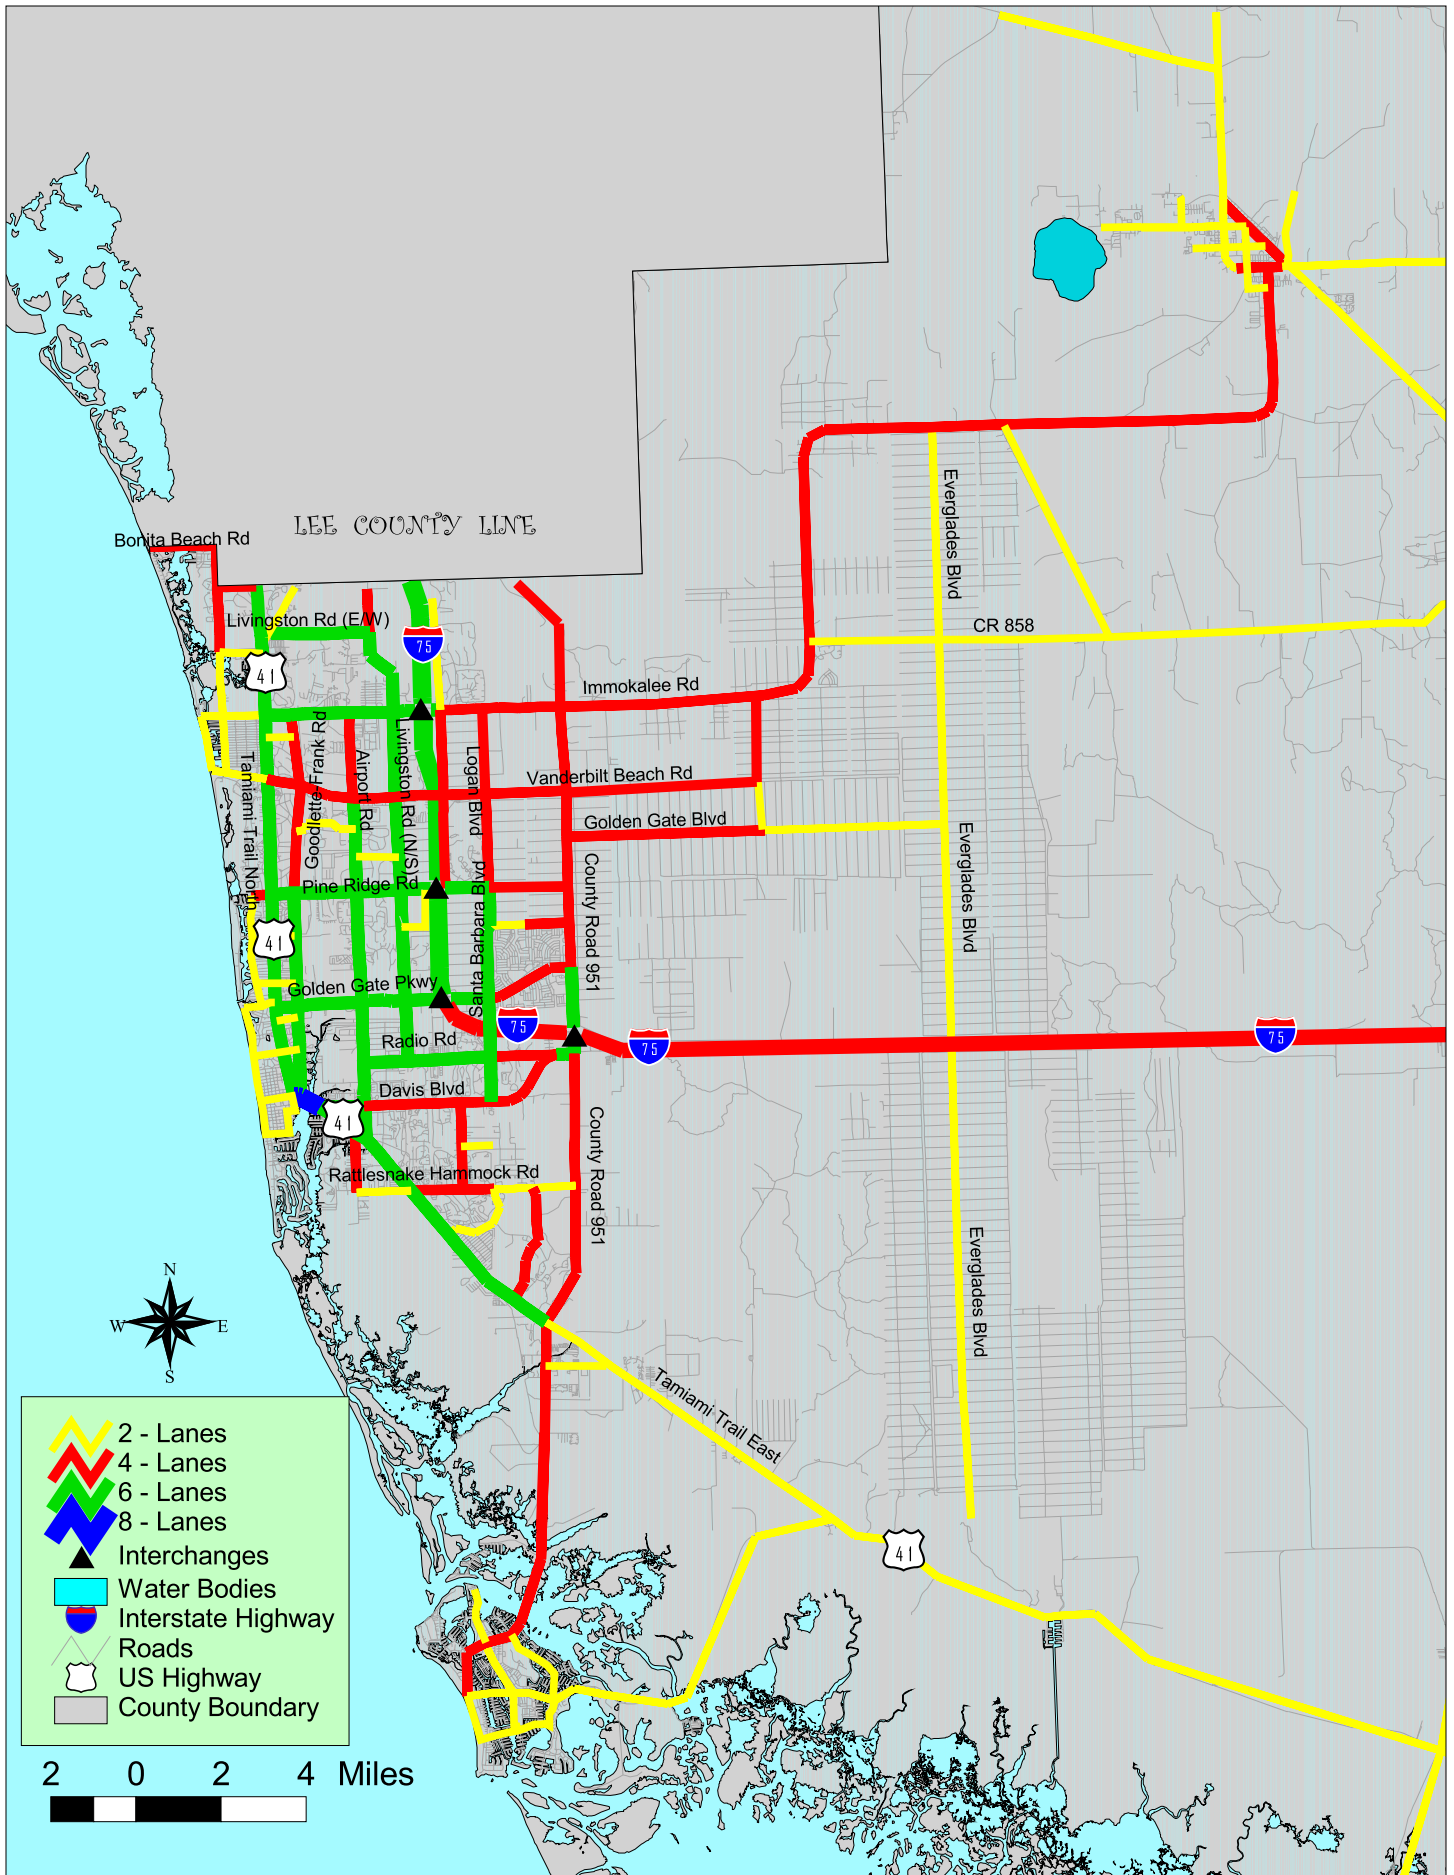 LEE COUNTY LINE
Bonita Beach Rd
Livingston Rd (E/W)
75
41
CR 858
Everglades Blvd
Immokalee Rd
Goodlette-Frank Rd
Livingston Rd (N/S)
Airport Rd
Logan Blvd
Tamiami Trail North
Vanderbilt Beach Rd
Golden Gate Blvd
Everglades Blvd
County Road 951
Pine Ridge Rd
Santa Barbara Blvd
41
Golden Gate Pkwy
75
75
75
Radio Rd
Davis Blvd
41
County Road 951
Rattlesnake Hammock Rd
Everglades Blvd
Tamiami Trail East
41
N
W
E
S
2 - Lanes
4 - Lanes
6 - Lanes
8 - Lanes
Interchanges
Water Bodies
Interstate Highway
Roads
US Highway
County Boundary
2 0 2 4 Miles